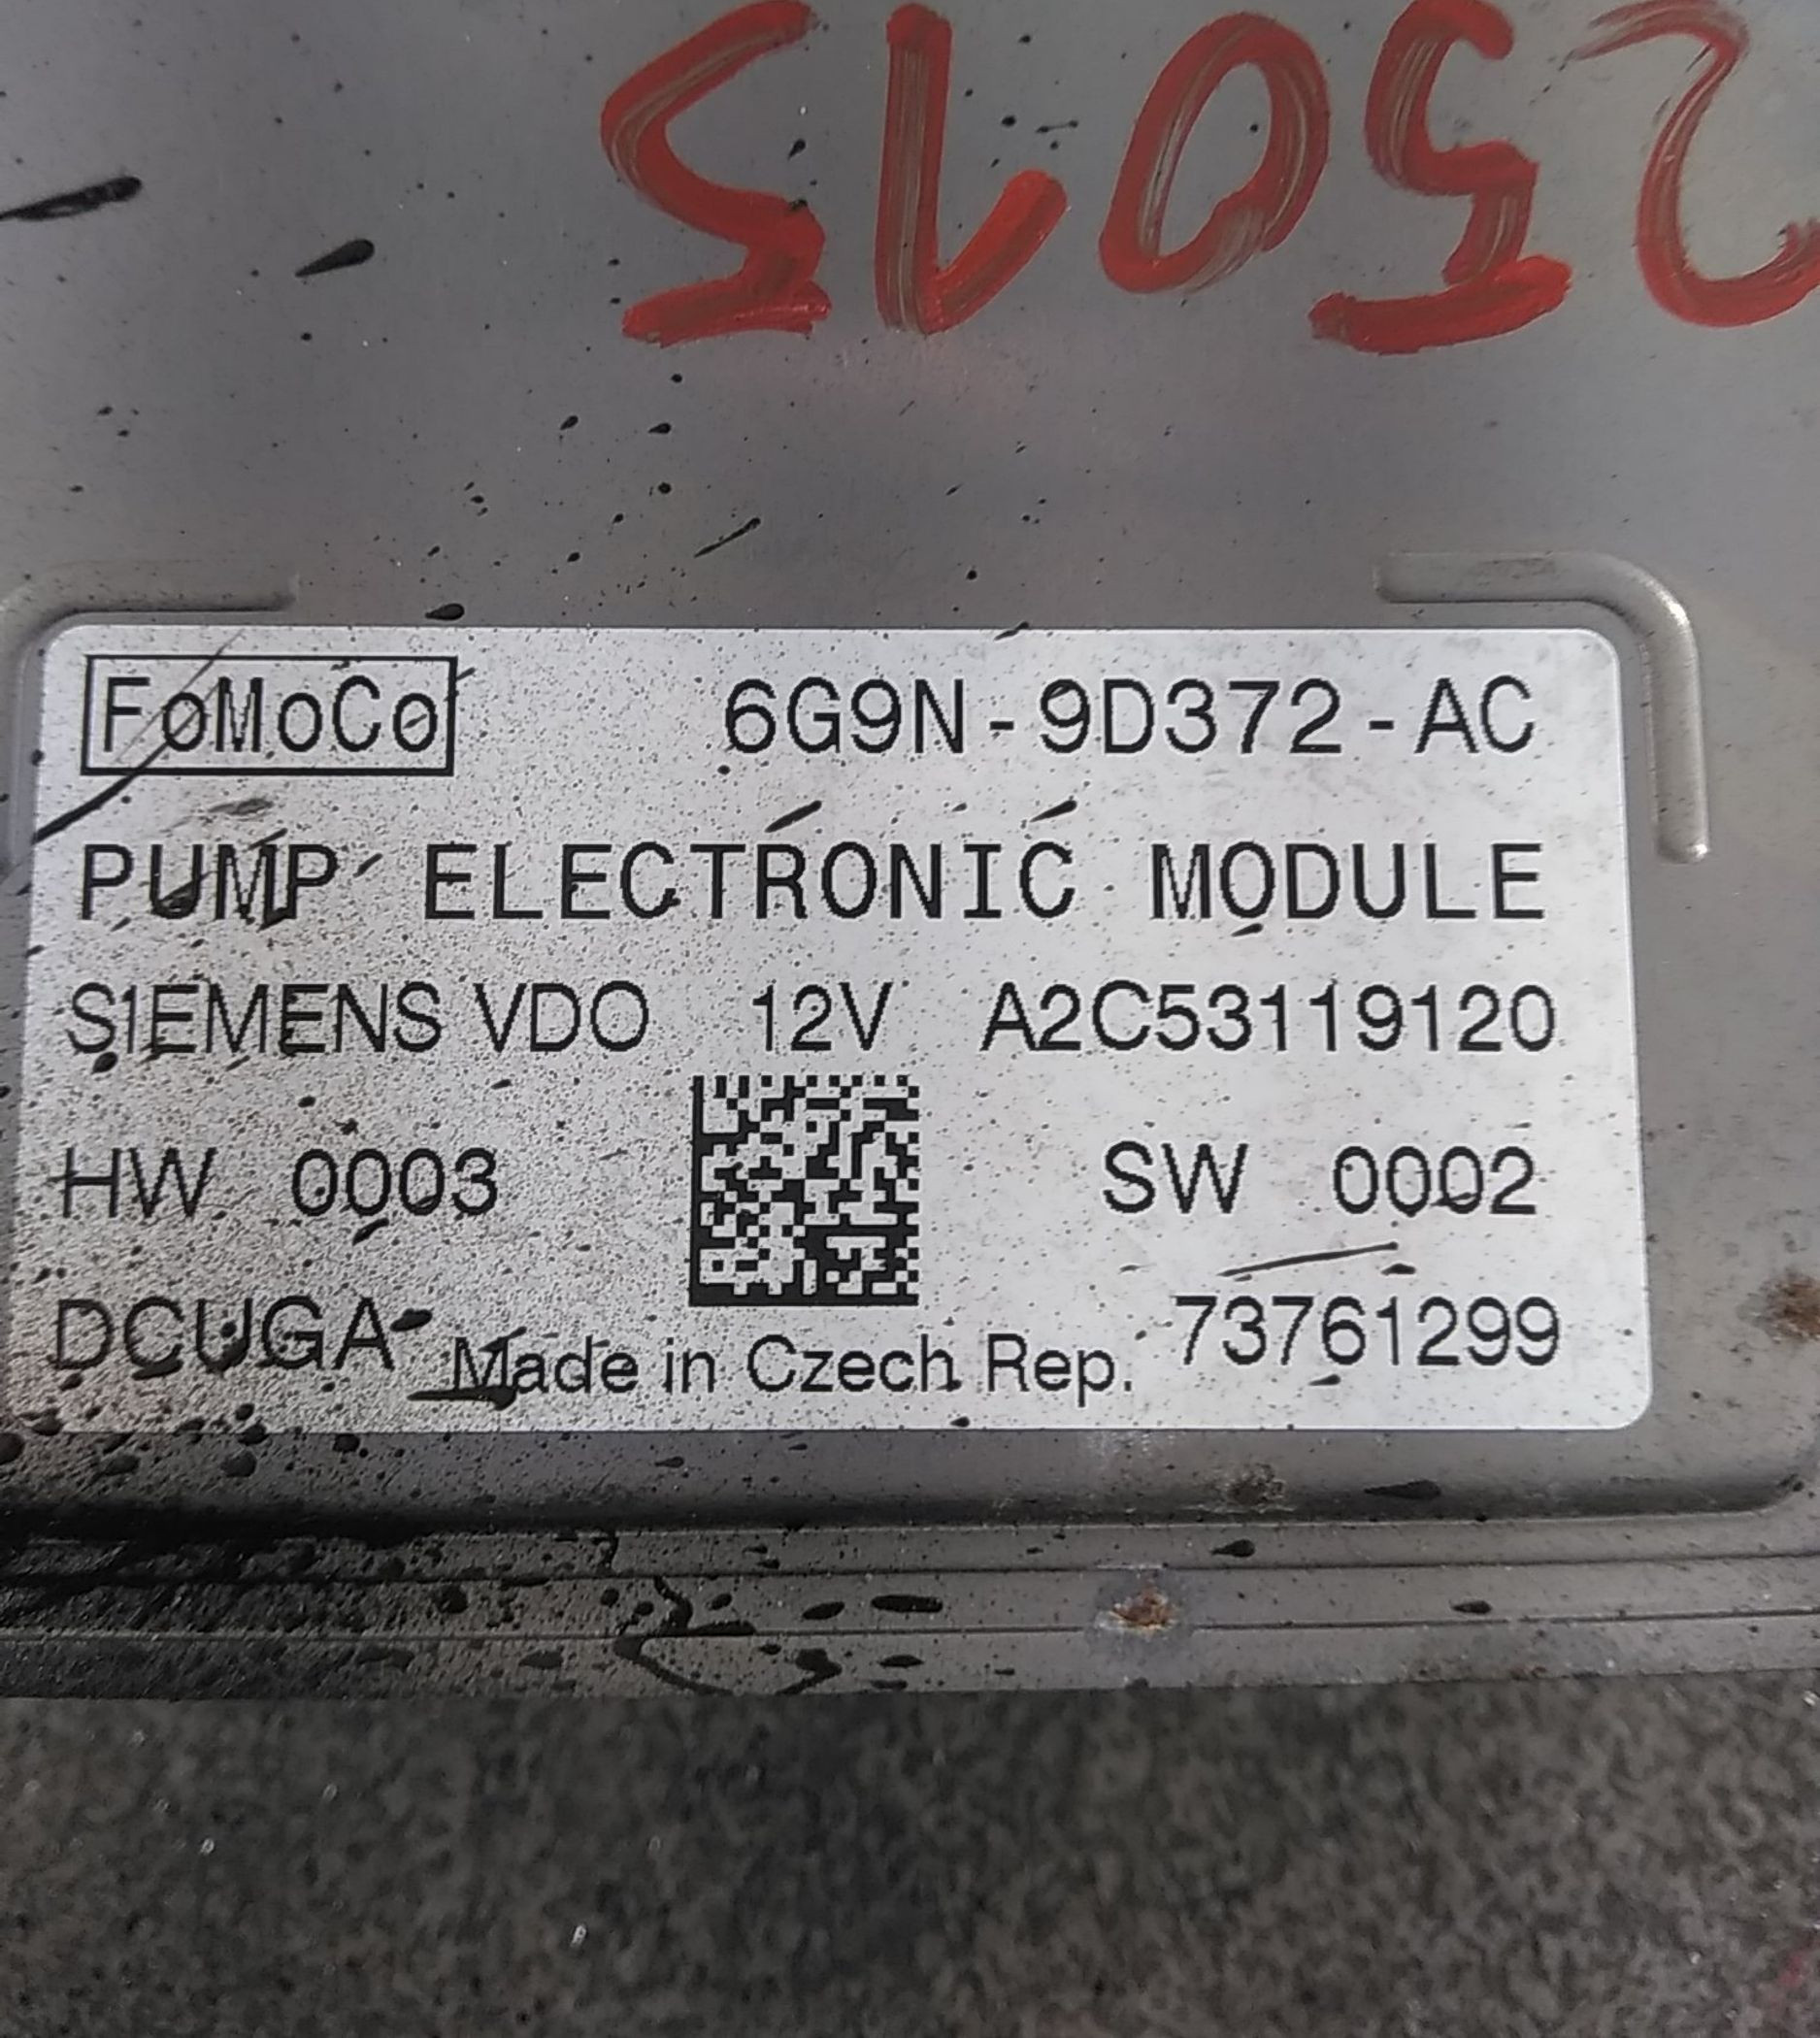 25015
FoMoCo 6G9N-9D372-AC
PUMP ELECTRONIC MODULE
SIEMENS VDO 12V A2C53119120
HW 0003 SW 0002
DCUGA Made in Czech Rep. 73761299